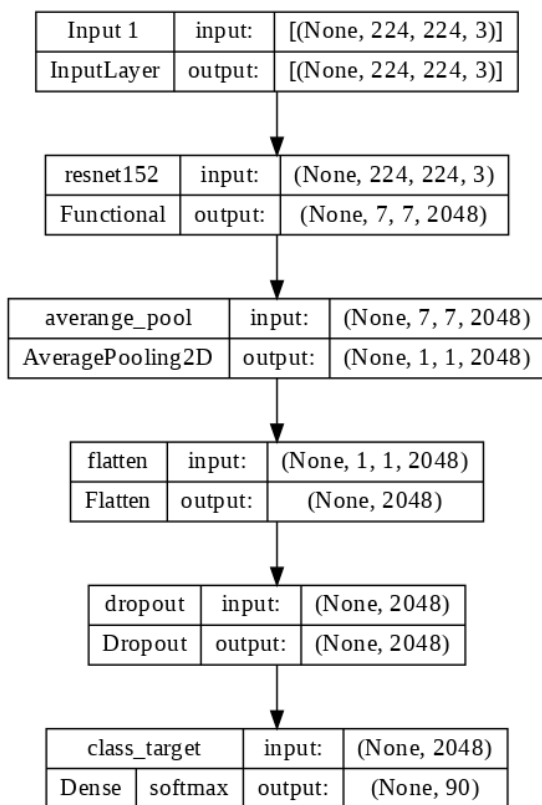 Input 1 input: [(None, 224, 224, 3)]
InputLayer output: [(None, 224, 224, 3)]
resnet152 input: (None, 224, 224, 3)
Functional output: (None, 7, 7, 2048)
averange_pool input: (None, 7, 7, 2048)
AveragePooling2D output: (None, 1, 1, 2048)
flatten input: (None, 1, 1, 2048)
Flatten output: (None, 2048)
dropout input: (None, 2048)
Dropout output: (None, 2048)
class_target input: (None, 2048)
Dense softmax output: (None, 90)